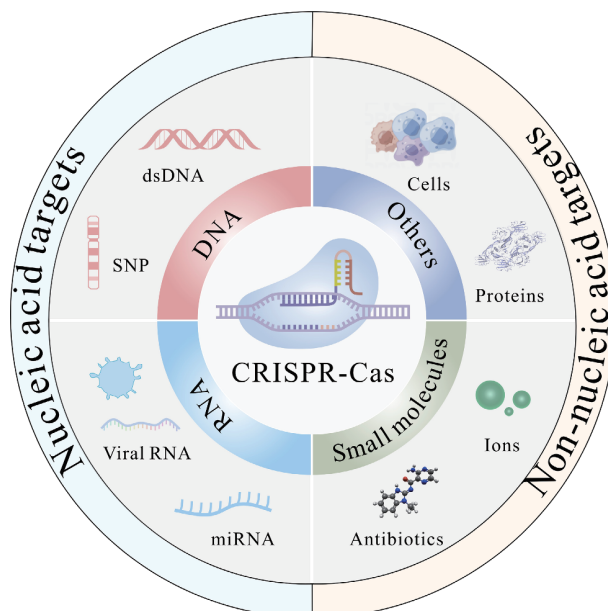 Nucleic acid targets
Non-nucleic acid targets
DNA
dsDNA
SNP
Others
Cells
Proteins
CRISPR-Cas
RNA
Viral RNA
miRNA
Small molecules
Ions
Antibiotics